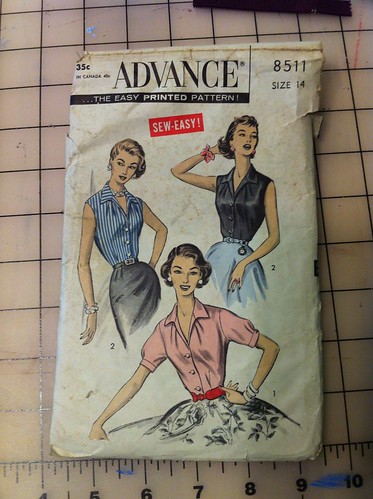 35c
IN CANADA 40c
ADVANCE®
8511
SIZE 14
...THE EASY PRINTED PATTERN!
SEW-EASY!
2
2
1
4
5
6
7
8
9
10